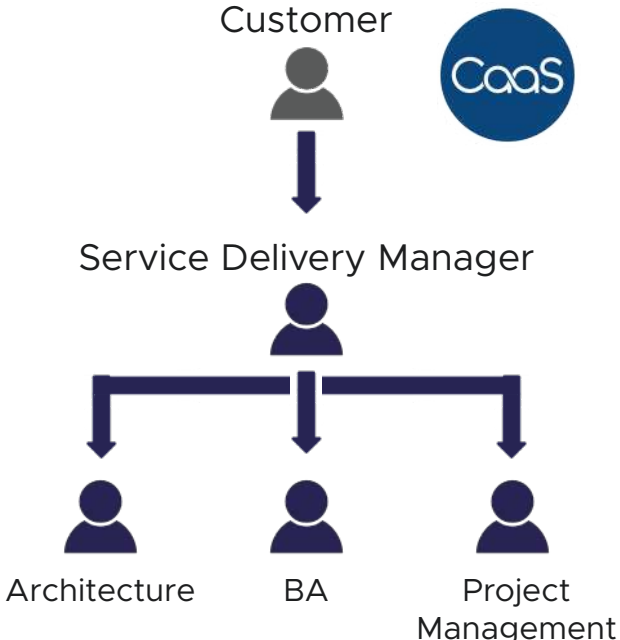 Customer
CaaS
Service Delivery Manager
Architecture
BA
Project
Management